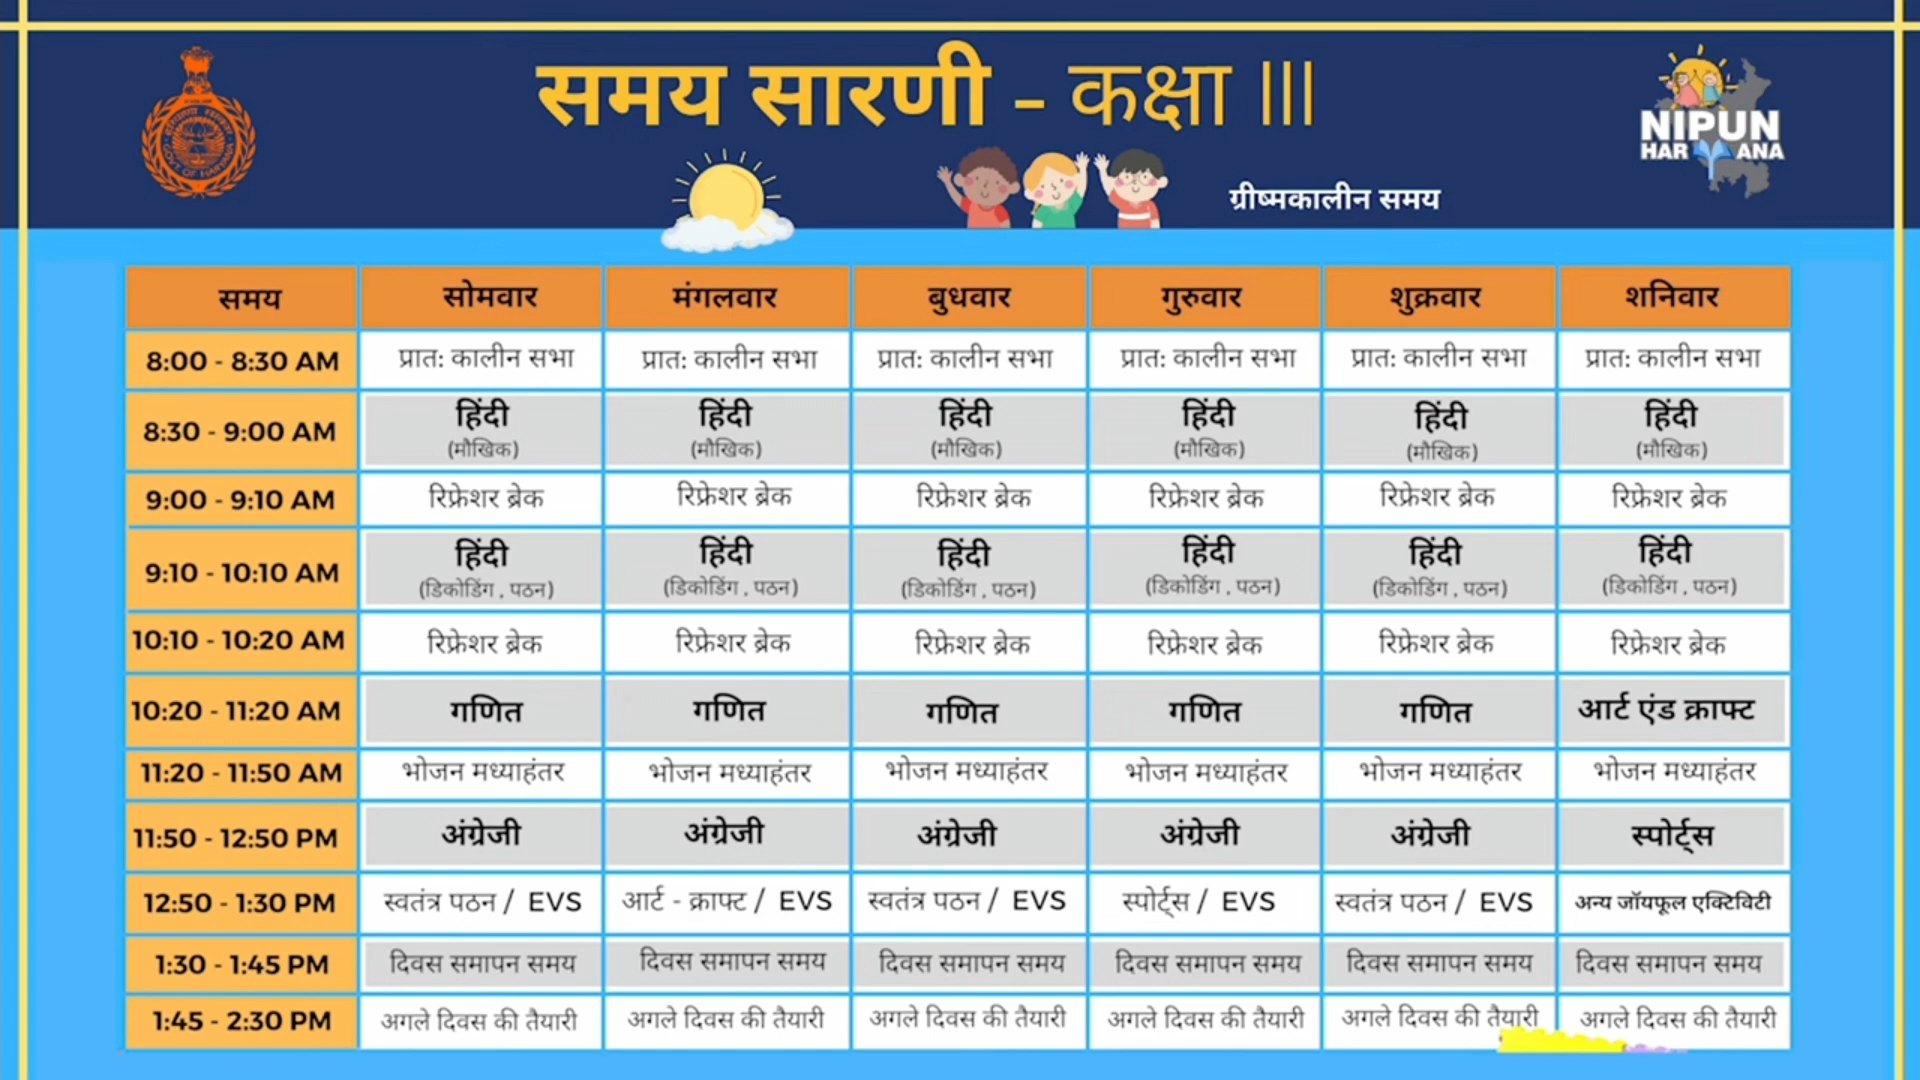 समय सारणी - कक्षा III
NIPUN
HARYANA
ग्रीष्मकालीन समय
समय सोमवार मंगलवार बुधवार गुरुवार शुक्रवार शनिवार
8:00 - 8:30 AM प्रात: कालीन सभा प्रात: कालीन सभा प्रात: कालीन सभा प्रात: कालीन सभा प्रात: कालीन सभा प्रात: कालीन सभा
8:30 - 9:00 AM हिंदी हिंदी हिंदी हिंदी हिंदी हिंदी
(मौखिक) (मौखिक) (मौखिक) (मौखिक) (मौखिक) (मौखिक)
9:00 - 9:10 AM रिफ्रेशर ब्रेक रिफ्रेशर ब्रेक रिफ्रेशर ब्रेक रिफ्रेशर ब्रेक रिफ्रेशर ब्रेक रिफ्रेशर ब्रेक
9:10 - 10:10 AM हिंदी हिंदी हिंदी हिंदी हिंदी हिंदी
(डिकोडिंग , पठन) (डिकोडिंग , पठन) (डिकोडिंग , पठन) (डिकोडिंग , पठन) (डिकोडिंग , पठन) (डिकोडिंग , पठन)
10:10 - 10:20 AM रिफ्रेशर ब्रेक रिफ्रेशर ब्रेक रिफ्रेशर ब्रेक रिफ्रेशर ब्रेक रिफ्रेशर ब्रेक रिफ्रेशर ब्रेक
10:20 - 11:20 AM गणित गणित गणित गणित गणित आर्ट एंड क्राफ्ट
11:20 - 11:50 AM भोजन मध्याहंतर भोजन मध्याहंतर भोजन मध्याहंतर भोजन मध्याहंतर भोजन मध्याहंतर भोजन मध्याहंतर
11:50 - 12:50 PM अंग्रेजी अंग्रेजी अंग्रेजी अंग्रेजी अंग्रेजी स्पोर्ट्स
12:50 - 1:30 PM स्वतंत्र पठन / EVS आर्ट - क्राफ्ट / EVS स्वतंत्र पठन / EVS स्पोर्ट्स / EVS स्वतंत्र पठन / EVS अन्य जॉयफूल एक्टिविटी
1:30 - 1:45 PM दिवस समापन समय दिवस समापन समय दिवस समापन समय दिवस समापन समय दिवस समापन समय दिवस समापन समय
1:45 - 2:30 PM अगले दिवस की तैयारी अगले दिवस की तैयारी अगले दिवस की तैयारी अगले दिवस की तैयारी अगले दिवस की तैयारी अगले दिवस की तैयारी